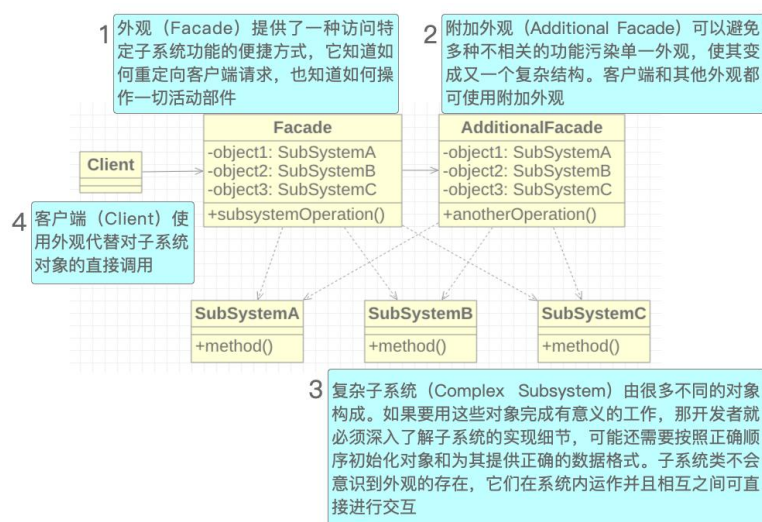 1
外观（Facade）提供了一种访问特
定子系统功能的便捷方式，它知道如
何重定向客户端请求，也知道如何操
作一切活动部件
2
附加外观（Additional Facade）可以避免
多种不相关的功能污染单一外观，使其变
成又一个复杂结构。客户端和其他外观都
可使用附加外观
Client
Facade
-object1: SubSystemA
-object2: SubSystemB
-object3: SubSystemC
+subsystemOperation()
AdditionalFacade
-object1: SubSystemA
-object2: SubSystemB
-object3: SubSystemC
+anotherOperation()
4
客户端（Client）使
用外观代替对子系统
对象的直接调用
SubSystemA
+method()
SubSystemB
+method()
SubSystemC
+method()
3
复杂子系统（Complex Subsystem）由很多不同的对象
构成。如果要用这些对象完成有意义的工作，那开发者就
必须深入了解子系统的实现细节，可能还需要按照正确顺
序初始化对象和为其提供正确的数据格式。子系统类不会
意识到外观的存在，它们在系统内运作并且相互之间可直
接进行交互